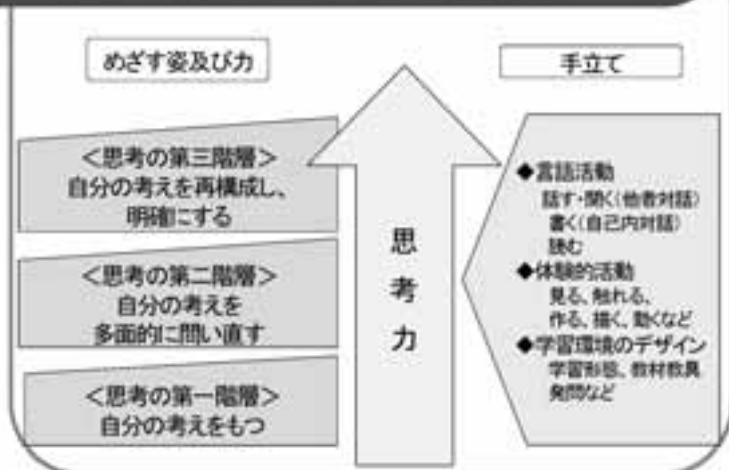 めざす姿及び力
<思考の第三階層>
自分の考えを再構成し、
明確にする
<思考の第二階層>
自分の考えを
多面的に問い直す
<思考の第一階層>
自分の考えをもつ
思考力
手立て
◆言語活動
話す・聞く(他者対話)
書く(自己内対話)
読む
◆体験的活動
見る、触れる、
作る、描く、動くなど
◆学習環境のデザイン
学習形態、教材教具
発問など